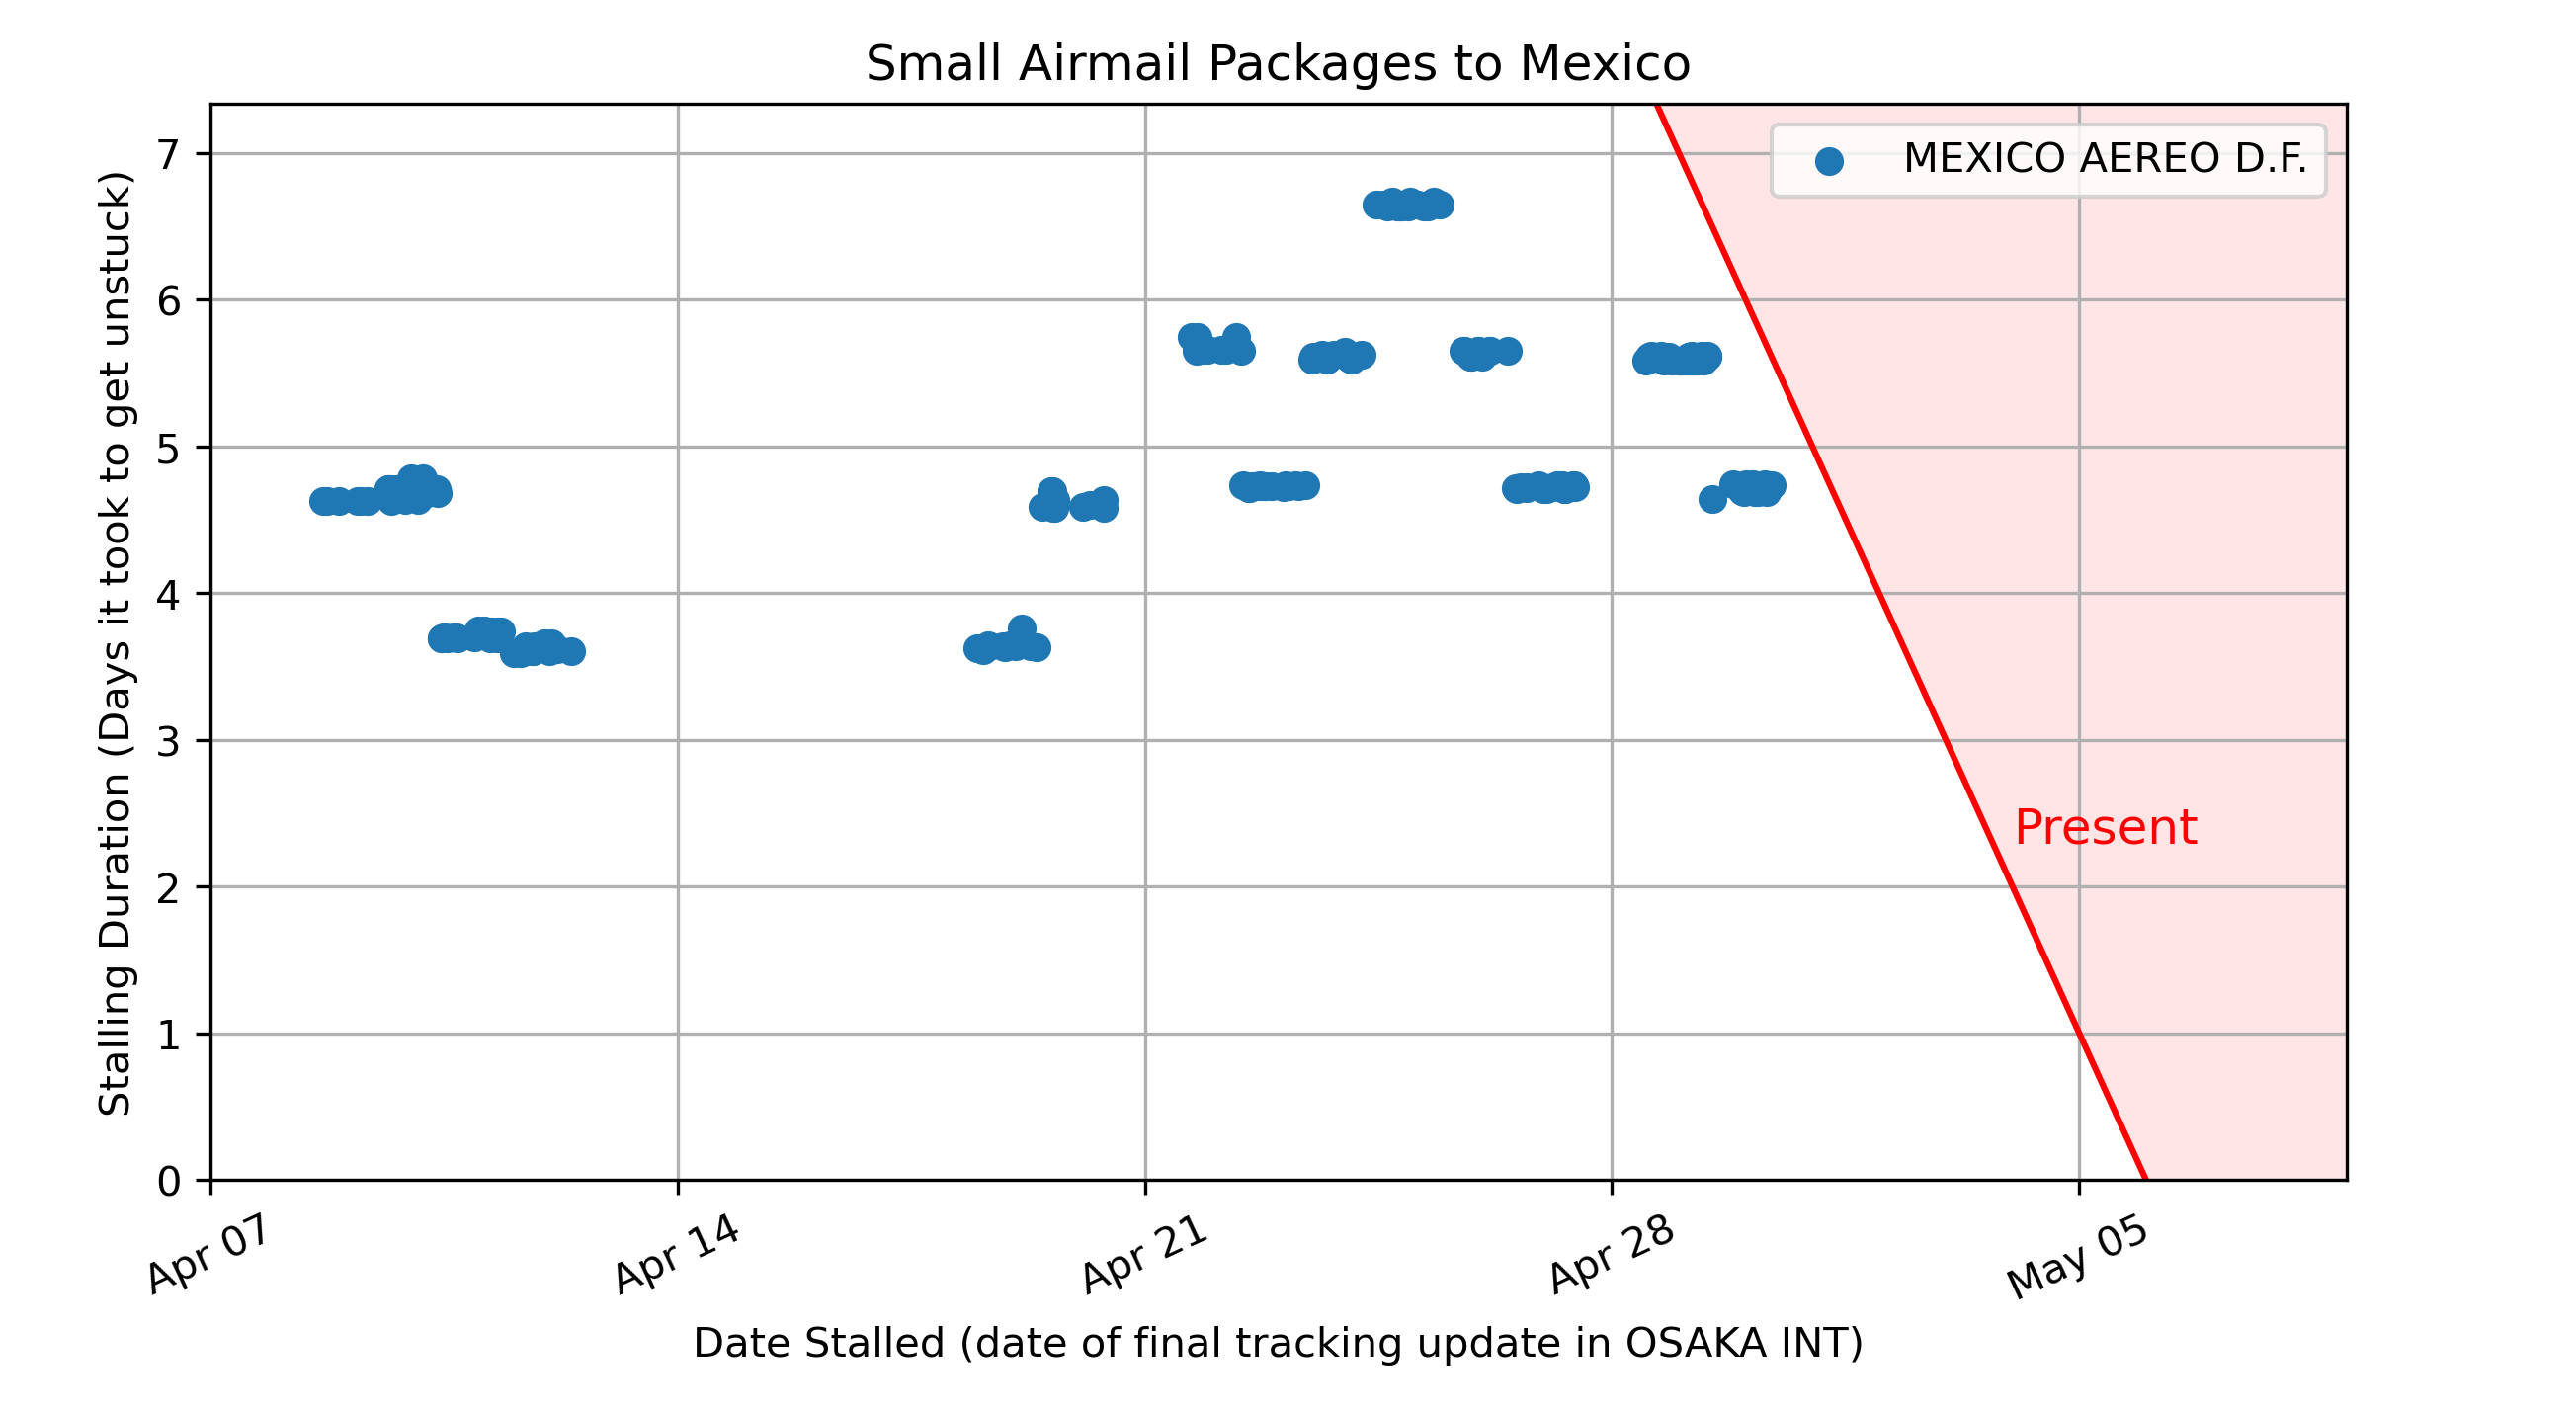 Small Airmail Packages to Mexico
MEXICO AEREO D.F.
Stalling Duration (Days it took to get unstuck)
7
6
5
4
3
2
1
0
Present
Apr 07
Apr 14
Apr 21
Apr 28
May 05
Date Stalled (date of final tracking update in OSAKA INT)